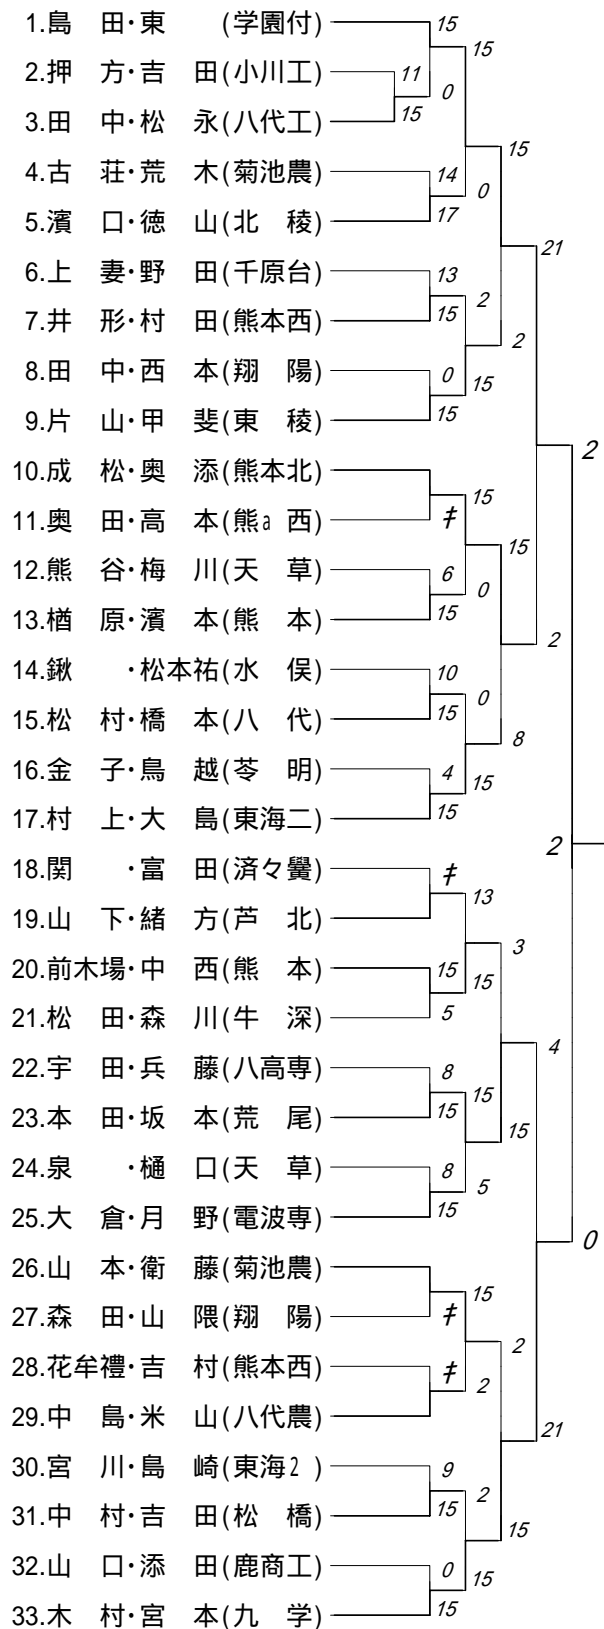 1.島　田・東　　(学園付)
15
15
2.押　方・吉　田(小川工)
11
0
3.田　中・松　永(八代工)
15
15
4.古　荘・荒　木(菊池農)
14
0
5.濱　口・徳　山(北　稜)
17
21
6.上　妻・野　田(千原台)
13
2
7.井　形・村　田(熊本西)
15
2
8.田　中・西　本(翔　陽)
0
15
9.片　山・甲　斐(東　稜)
15
2
10.成　松・奥　添(熊本北)
15
11.奥　田・高　本(熊a 西)
キ
15
12.熊　谷・梅　川(天　草)
6
0
13.楢　原・濱　本(熊　本)
15
2
14.鍬　　・松本祐(水　俣)
10
0
15.松　村・橋　本(八　代)
15
8
16.金　子・鳥　越(苓　明)
4
15
17.村　上・大　島(東海二)
15
2
18.関　　・富　田(済々黌)
キ
13
19.山　下・緒　方(芦　北)
3
20.前木場・中　西(熊　本)
15
15
21.松　田・森　川(牛　深)
5
4
22.宇　田・兵　藤(八高専)
8
15
23.本　田・坂　本(荒　尾)
15
15
24.泉　　・樋　口(天　草)
8
5
25.大　倉・月　野(電波専)
15
0
26.山　本・衛　藤(菊池農)
15
27.森　田・山　隈(翔　陽)
キ
2
28.花牟禮・吉　村(熊本西)
キ
2
29.中　島・米　山(八代農)
21
30.宮　川・島　崎(東海2 )
9
2
31.中　村・吉　田(松　橋)
15
15
32.山　口・添　田(鹿商工)
0
15
33.木　村・宮　本(九　学)
15